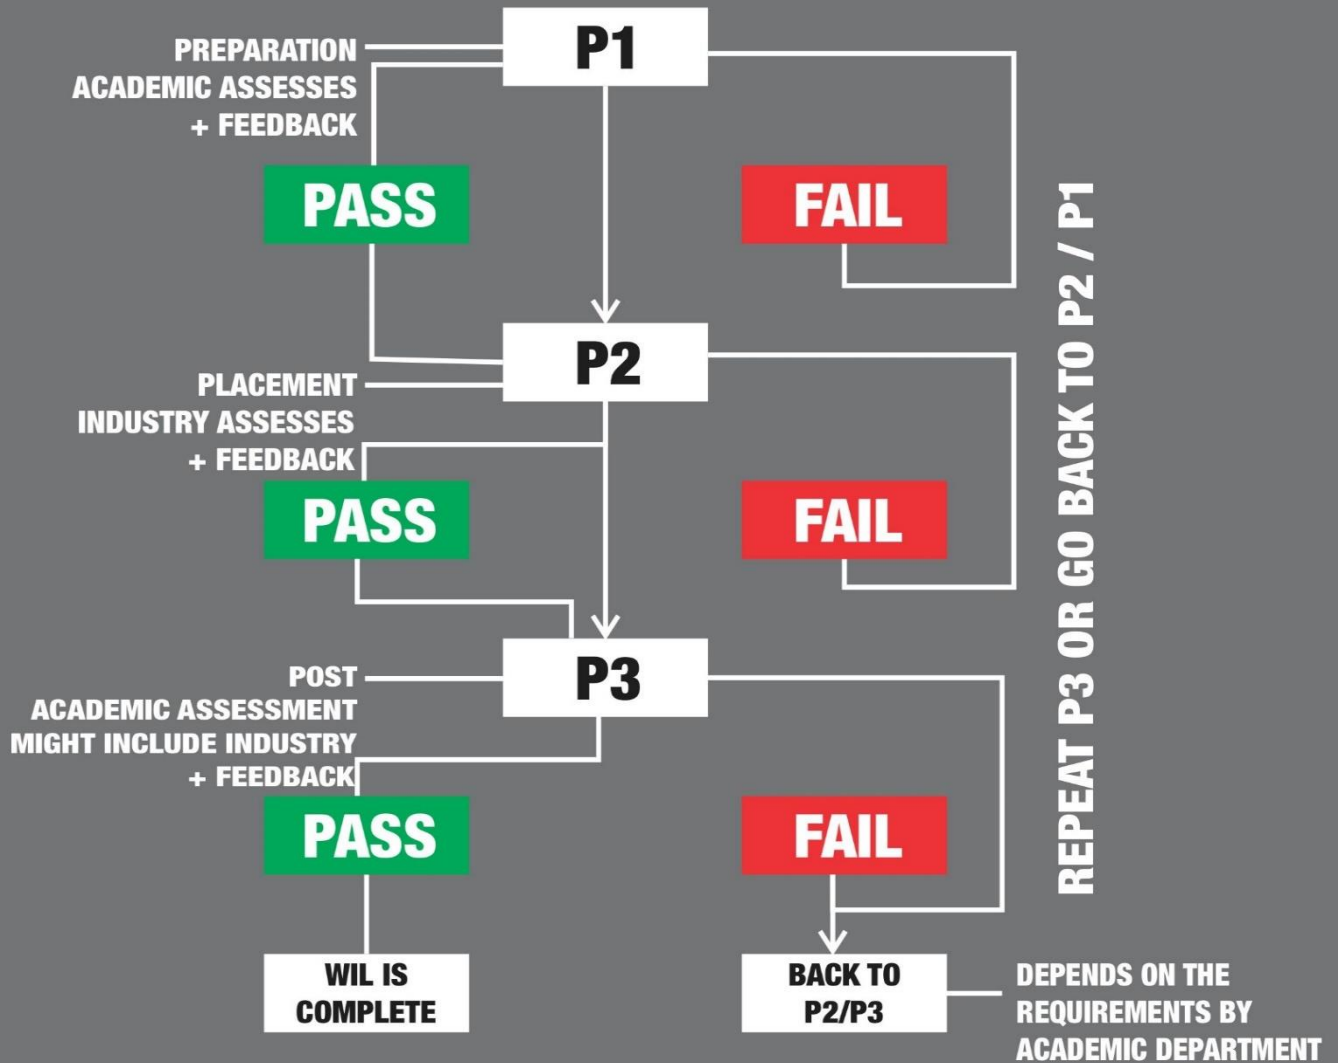 P1
PREPARATION
ACADEMIC ASSESSES
+ FEEDBACK
PASS
FAIL
P2
PLACEMENT
INDUSTRY ASSESSES
+ FEEDBACK
PASS
FAIL
P3
POST
ACADEMIC ASSESSMENT
MIGHT INCLUDE INDUSTRY
+ FEEDBACK
PASS
FAIL
WIL IS
COMPLETE
BACK TO
P2/P3
DEPENDS ON THE
REQUIREMENTS BY
ACADEMIC DEPARTMENT
REPEAT P3 OR GO BACK TO P2 / P1